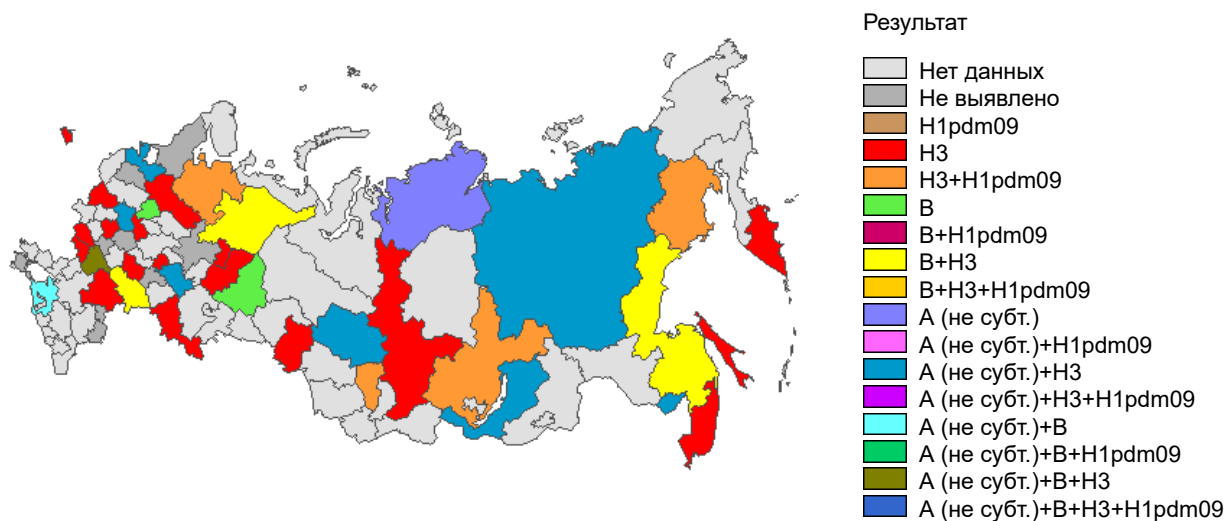 Результат
Нет данных
Не выявлено
H1pdm09
H3
H3+H1pdm09
B
B+H1pdm09
B+H3
B+H3+H1pdm09
А (не субт.)
А (не субт.)+H1pdm09
А (не субт.)+H3
А (не субт.)+H3+H1pdm09
А (не субт.)+B
А (не субт.)+B+H1pdm09
А (не субт.)+B+H3
А (не субт.)+B+H3+H1pdm09